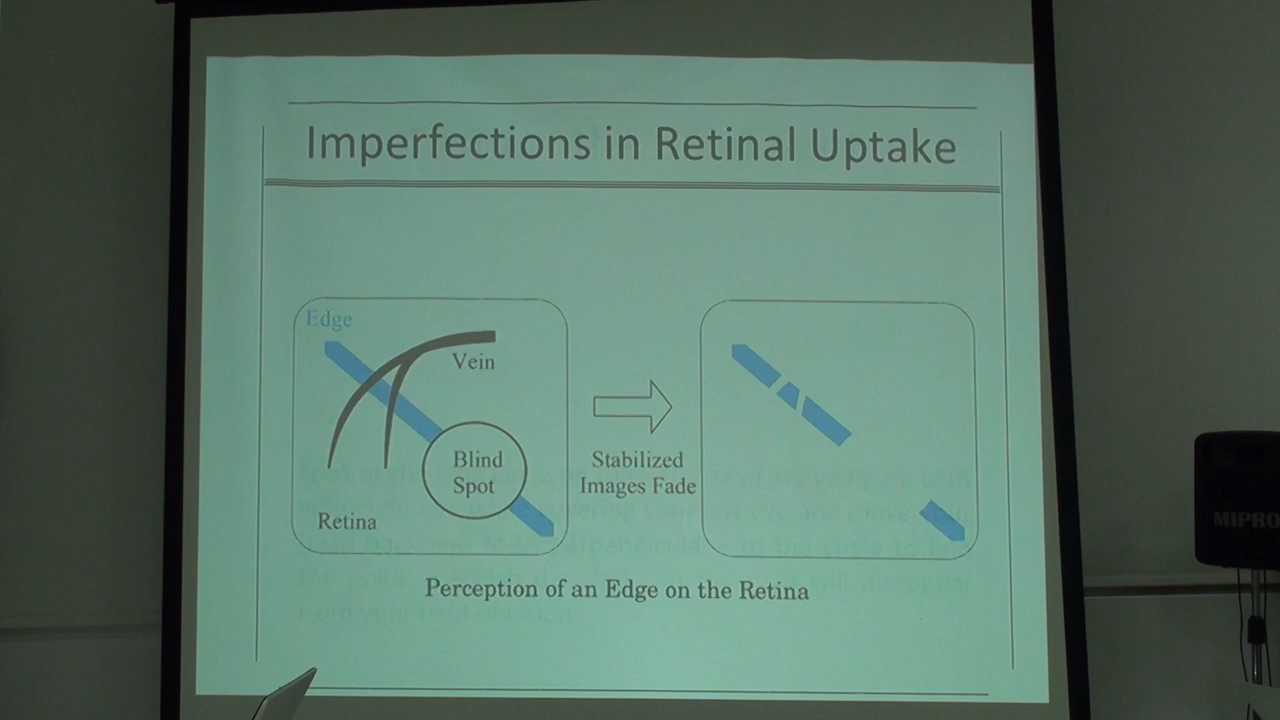 Imperfections in Retinal Uptake
Edge
Vein
Blind
Spot
Retina
Stabilized
Images Fade
Perception of an Edge on the Retina
MIPRO